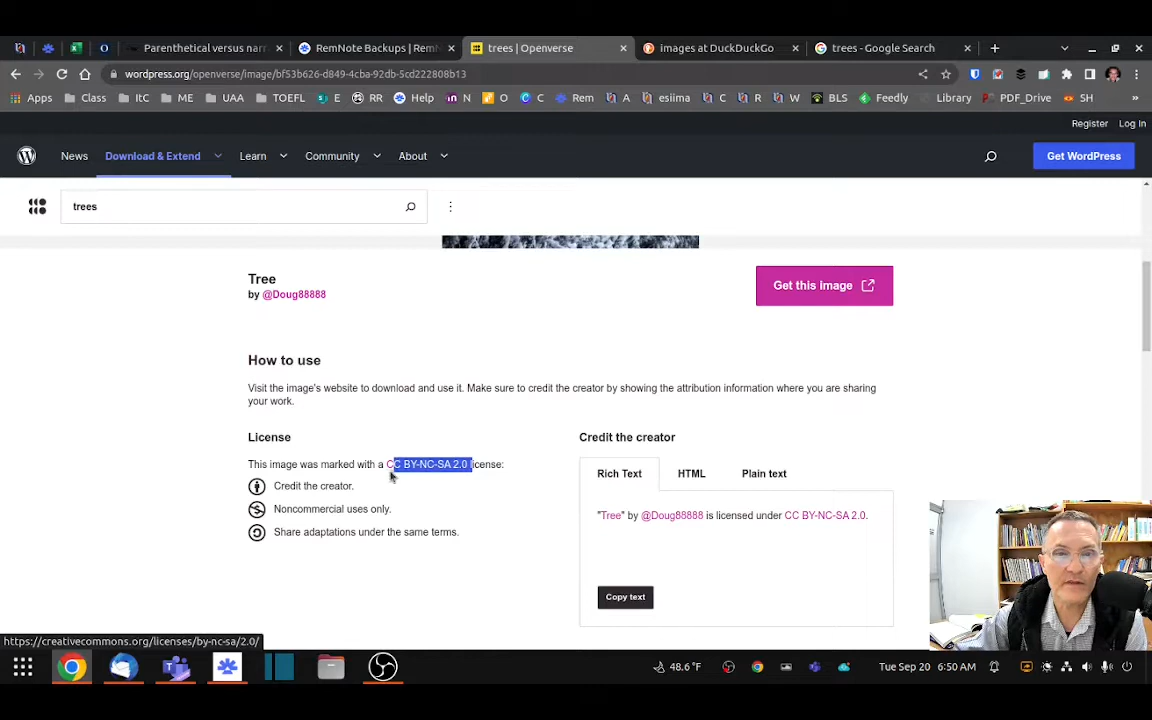 Parenthetical versus narr
RemNote Backups | RemN
trees | Openverse
images at DuckDuckGo
trees - Google Search
wordpress.org/openverse/image/bf53b626-d849-4cba-92db-5cd222808b13
Apps
Class
ItC
ME
UAA
TOEFL
E
RR
Help
N
O
C
Rem
A
esiima
C
R
W
BLS
Feedly
Library
PDF_Drive
SH
Register
Log In
News
Download & Extend
Learn
Community
About
Get WordPress
trees
Tree
by @Doug88888
Get this image
How to use
Visit the image's website to download and use it. Make sure to credit the creator by showing the attribution information where you are sharing
your work.
License
This image was marked with a CC BY-NC-SA 2.0 license:
Credit the creator.
Noncommercial uses only.
Share adaptations under the same terms.
Credit the creator
Rich Text
HTML
Plain text
"Tree" by @Doug88888 is licensed under CC BY-NC-SA 2.0.
Copy text
https://creativecommons.org/licenses/by-nc-sa/2.0/
48.6°F
Tue Sep 20
6:50 AM